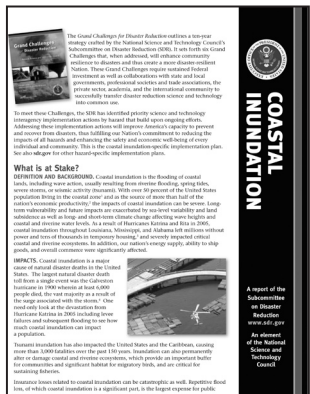 Grand Challenges
The Grand Challenges for Disaster Reduction outlines a ten-year
strategy crafted by the National Science and Technology Council's
Subcommittee on Disaster Reduction (SDR). It sets forth six Grand
Challenges that, when addressed, will enhance community
resilience to disasters and thus create a more disaster-resilient
Nation. These Grand Challenges require sustained Federal
investment as well as collaborations with state and local
governments, professional societies and trade associations, the
private sector, academia, and the international community to
successfully transfer disaster reduction science and technology
into common use.
To meet these Challenges, the SDR has identified priority science and technology
interagency implementation actions by hazard that build upon ongoing efforts.
Addressing these implementation actions will improve America's capacity to prevent
and recover from disasters, thus fulfilling our Nation's commitment to reducing the
impacts of all hazards and enhancing the safety and economic well-being of every
individual and community. This is the coastal inundation-specific implementation plan.
See also sdr.gov for other hazard-specific implementation plans.
What is at Stake?
DEFINITION AND BACKGROUND. Coastal inundation is the flooding of coastal
lands, including wave action, usually resulting from riverine flooding, spring tides,
severe storms, or seismic activity (tsunami). With over 50 percent of the United States
population living in the coastal zone¹ and as the source of more than half of the
nation's economic productivity,² the impacts of coastal inundation can be severe. Long-
term vulnerability and future impacts are exacerbated by sea-level variability and land
subsidence as well as long- and short-term climate change affecting wave heights and
coastal and riverine water levels. As a result of Hurricanes Katrina and Rita in 2005,
coastal inundation throughout Louisiana, Mississippi, and Alabama left millions without
power and tens of thousands in temporary housing,³ and severely impacted critical
coastal and riverine ecosystems. In addition, our nation's energy supply, ability to ship
goods, and overall commerce were significantly affected.
IMPACTS. Coastal inundation is a major
cause of natural disaster deaths in the United
States. The largest natural disaster death
toll from a single event was the Galveston
hurricane in 1900 wherein at least 6,000
people died, the vast majority as a result of
the surge associated with the storm.⁴ One
need only look at the devastation from
Hurricane Katrina in 2005 including levee
failures and subsequent flooding to see how
much coastal inundation can impact
a population.
Tsunami inundation has also impacted the United States and the Caribbean, causing
more than 3,000 fatalities over the past 150 years. Inundation can also permanently
alter or damage coastal and riverine ecosystems, which provide an important buffer
for communities and significant habitat for migratory birds, and are critical for
sustaining fisheries.
Insurance losses related to coastal inundation can be catastrophic as well. Repetitive flood
loss, of which coastal inundation is a significant part, is the largest expense for public
COASTAL
INUNDATION
A report of the
Subcommittee
on Disaster
Reduction
www.sdr.gov
An element
of the National
Science and
Technology
Council